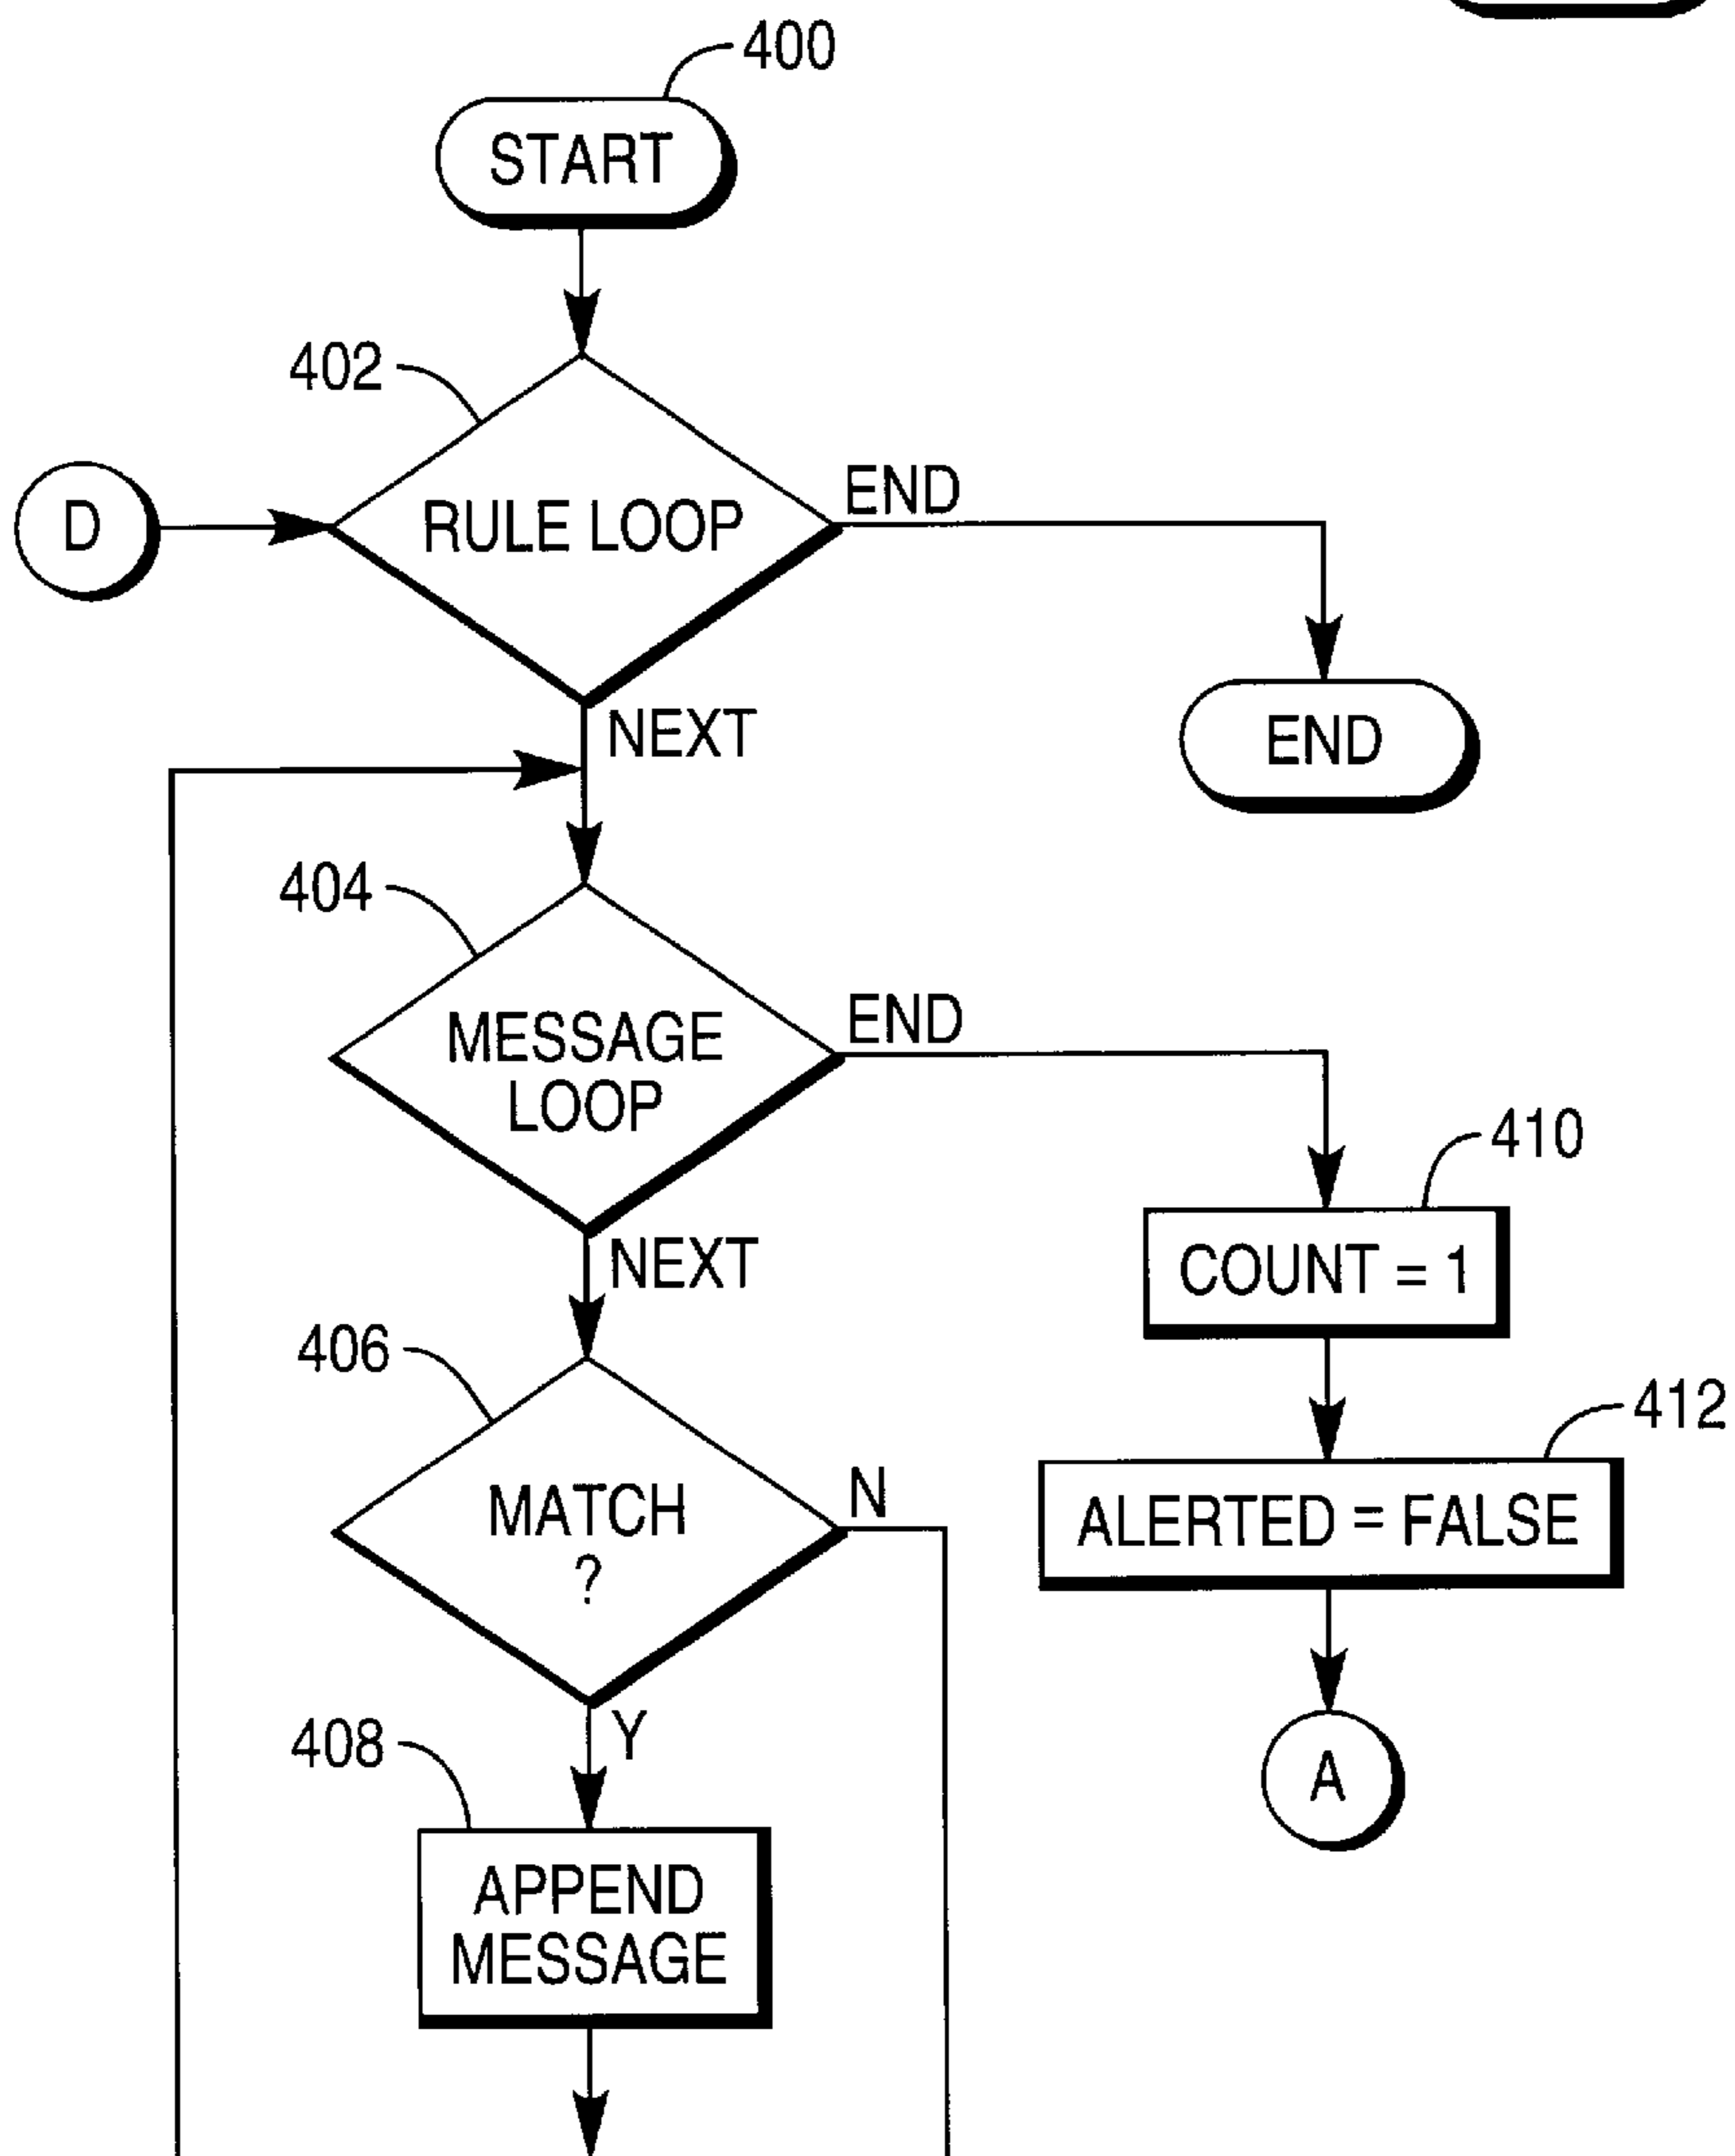 400
START
402
D
RULE LOOP
END
NEXT
END
404
MESSAGE
LOOP
END
410
COUNT = 1
NEXT
406
412
MATCH
?
N
ALERTED = FALSE
Y
408
A
APPEND
MESSAGE